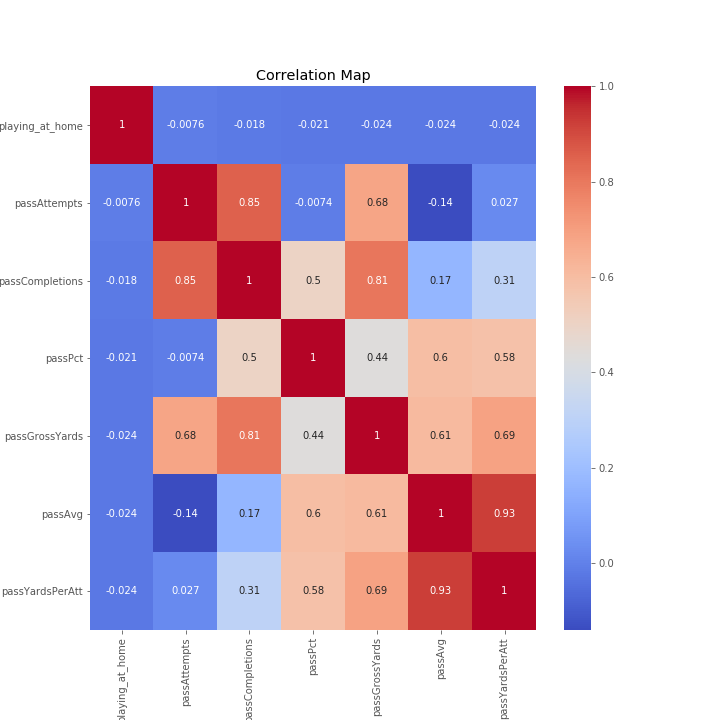 Correlation Map
playing_at_home 1 -0.0076 -0.018 -0.021 -0.024 -0.024 -0.024
passAttempts -0.0076 1 0.85 -0.0074 0.68 -0.14 0.027
passCompletions -0.018 0.85 1 0.5 0.81 0.17 0.31
passPct -0.021 -0.0074 0.5 1 0.44 0.6 0.58
passGrossYards -0.024 0.68 0.81 0.44 1 0.61 0.69
passAvg -0.024 -0.14 0.17 0.6 0.61 1 0.93
passYardsPerAtt -0.024 0.027 0.31 0.58 0.69 0.93 1
playing_at_home
passAttempts
passCompletions
passPct
passGrossYards
passAvg
passYardsPerAtt
1.0
0.8
0.6
0.4
0.2
0.0